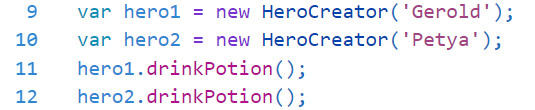 9 var hero1 = new HeroCreator('Gerold');
10 var hero2 = new HeroCreator('Petya');
11 hero1.drinkPotion();
12 hero2.drinkPotion();